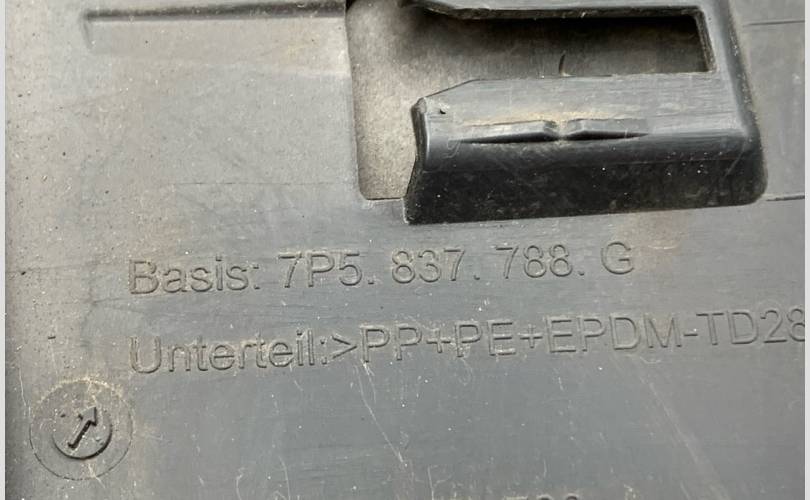 Basis: 7P5. 837. 788. G
Unterteil:>PP+PE+EPDM-TD28